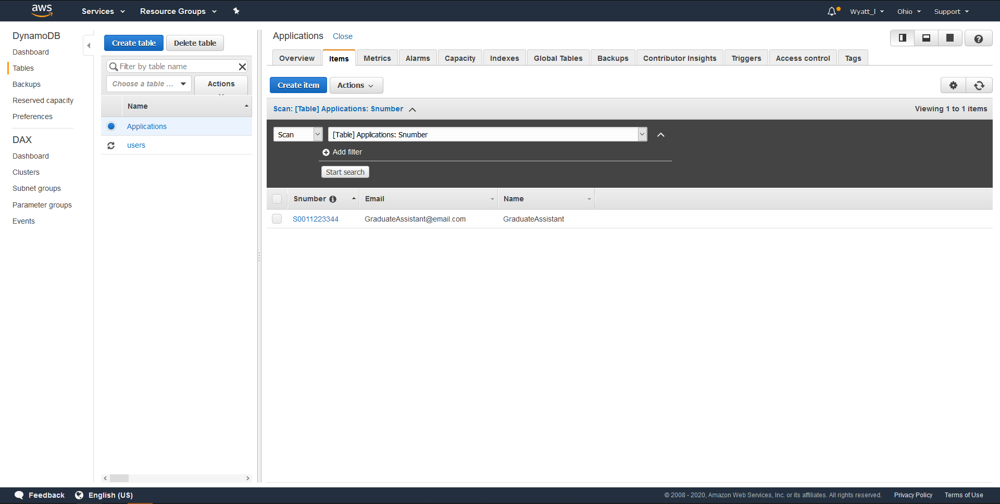 aws Services Resource Groups Wyatt_l Ohio Support
DynamoDB
Dashboard
Tables
Backups
Reserved capacity
Preferences
DAX
Dashboard
Clusters
Subnet groups
Parameter groups
Events
Create table Delete table
Filter by table name
Choose a table ... Actions
Name
Applications
users
Applications Close
Overview Items Metrics Alarms Capacity Indexes Global Tables Backups Contributor Insights Triggers Access control Tags
Create item Actions
Scan: [Table] Applications: Snumber Viewing 1 to 1 items
Scan [Table] Applications: Snumber
Add filter
Start search
Snumber Email Name
S0011223344 GraduateAssistant@email.com GraduateAssistant
Feedback English (US) © 2008 - 2020, Amazon Web Services, Inc. or its affiliates. All rights reserved. Privacy Policy Terms of Use